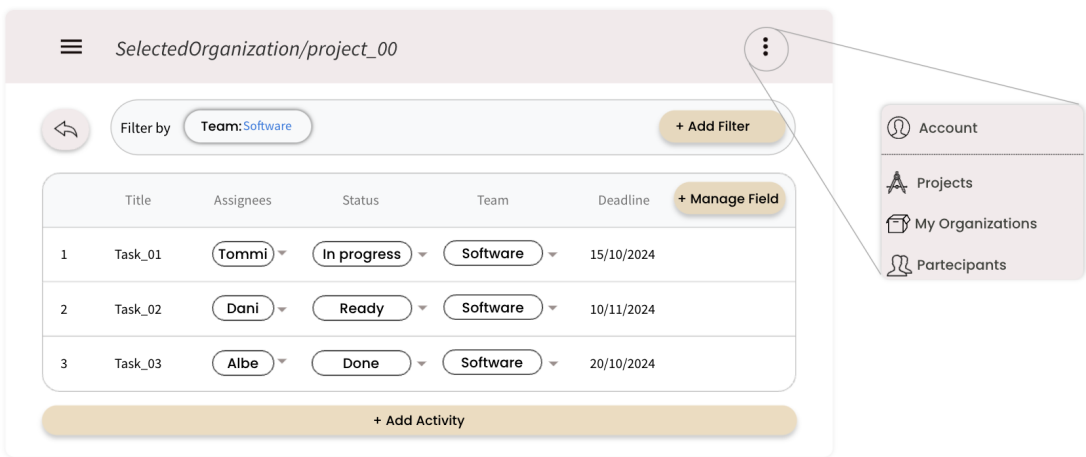 SelectedOrganization/project_00
Filter by Team: Software + Add Filter
Title Assignees Status Team Deadline + Manage Field
1 Task_01 Tommi In progress Software 15/10/2024
2 Task_02 Dani Ready Software 10/11/2024
3 Task_03 Albe Done Software 20/10/2024
+ Add Activity
Account
Projects
My Organizations
Partecipants